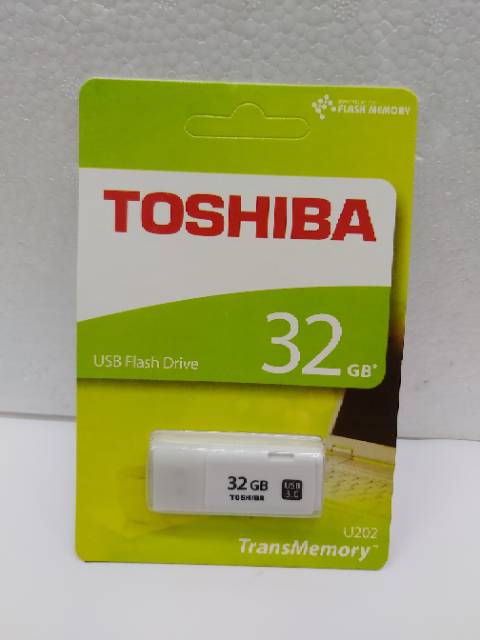 FLASH MEMORY
TOSHIBA
32 GB*
USB Flash Drive
32 GB
TOSHIBA
USB
3.0
U202
TransMemory™